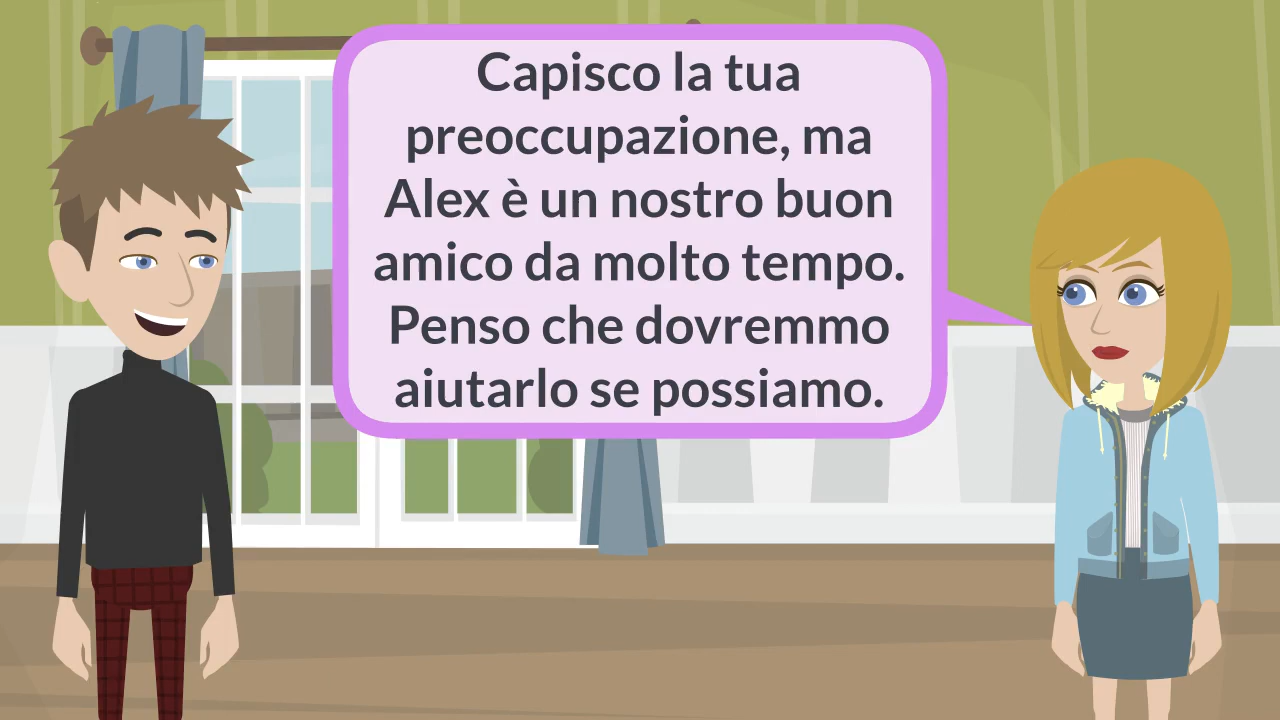 Capisco la tua
preoccupazione, ma
Alex è un nostro buon
amico da molto tempo.
Penso che dovremmo
aiutarlo se possiamo.